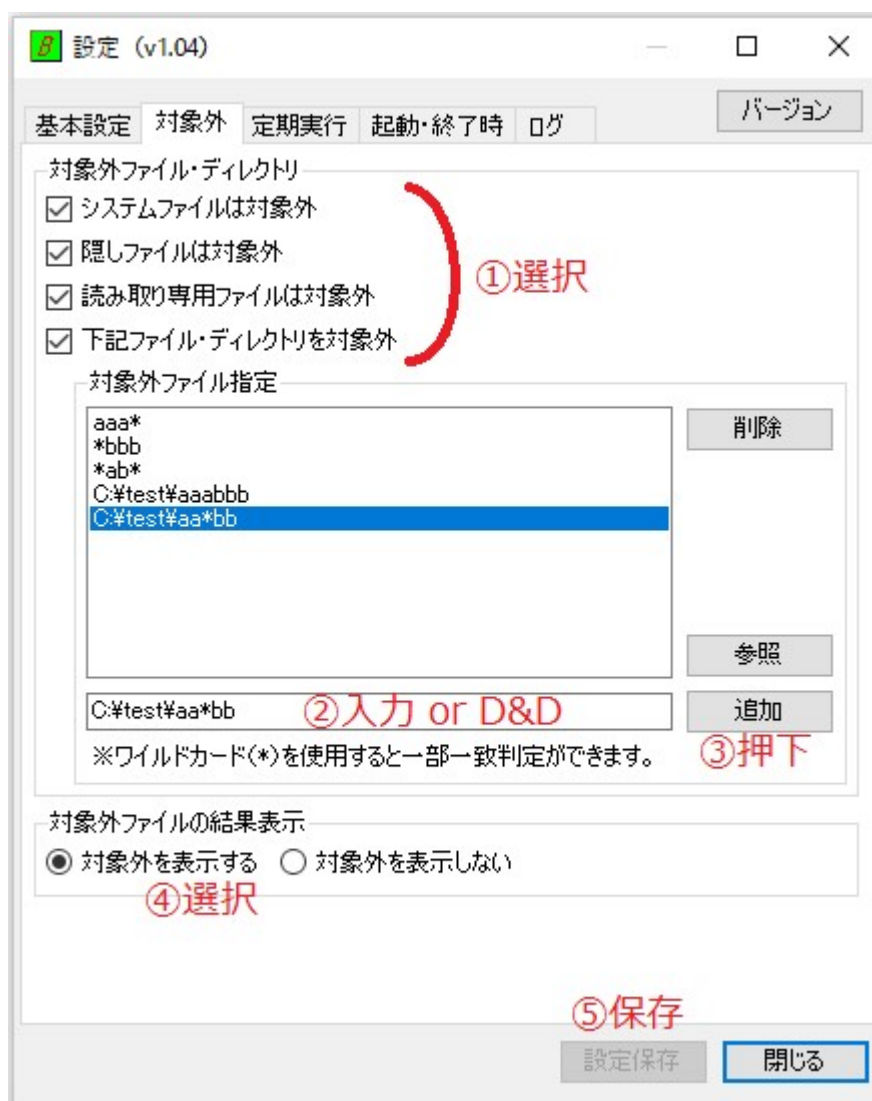 B 設定 (v1.04)
バージョン
基本設定 対象外 定期実行 起動・終了時 ログ
対象外ファイル・ディレクトリ
システムファイルは対象外
隠しファイルは対象外
①選択
読み取り専用ファイルは対象外
下記ファイル・ディレクトリを対象外
対象外ファイル指定
aaa*
削除
*bbb
*ab*
C:¥test¥aaabbb
C:¥test¥aa*bb
参照
C:¥test¥aa*bb ②入力 or D&D 追加
※ワイルドカード(*)を使用すると一部一致判定ができます。 ③押下
対象外ファイルの結果表示
対象外を表示する 対象外を表示しない
④選択
⑤保存
設定保存 閉じる